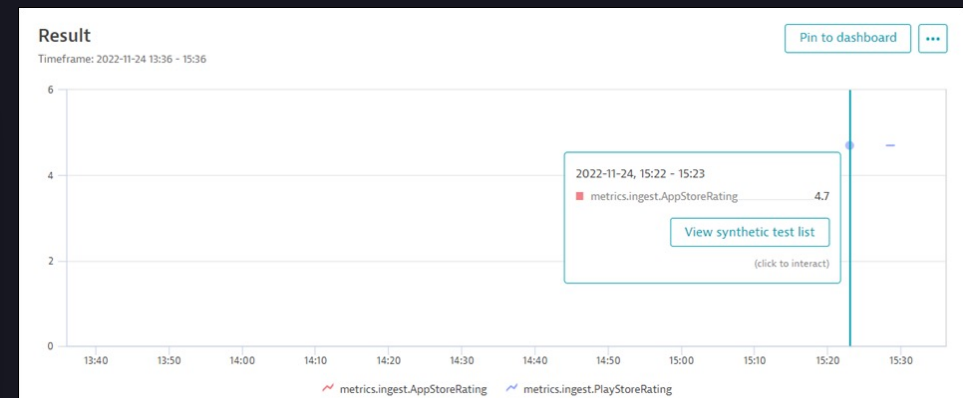 Result
Pin to dashboard
...
Timeframe: 2022-11-24 13:36 - 15:36
6
4
2
0
2022-11-24, 15:22 - 15:23
metrics.ingest.AppStoreRating 4.7
View synthetic test list
(click to interact)
13:40 13:50 14:00 14:10 14:20 14:30 14:40 14:50 15:00 15:10 15:20 15:30
metrics.ingest.AppStoreRating metrics.ingest.PlayStoreRating